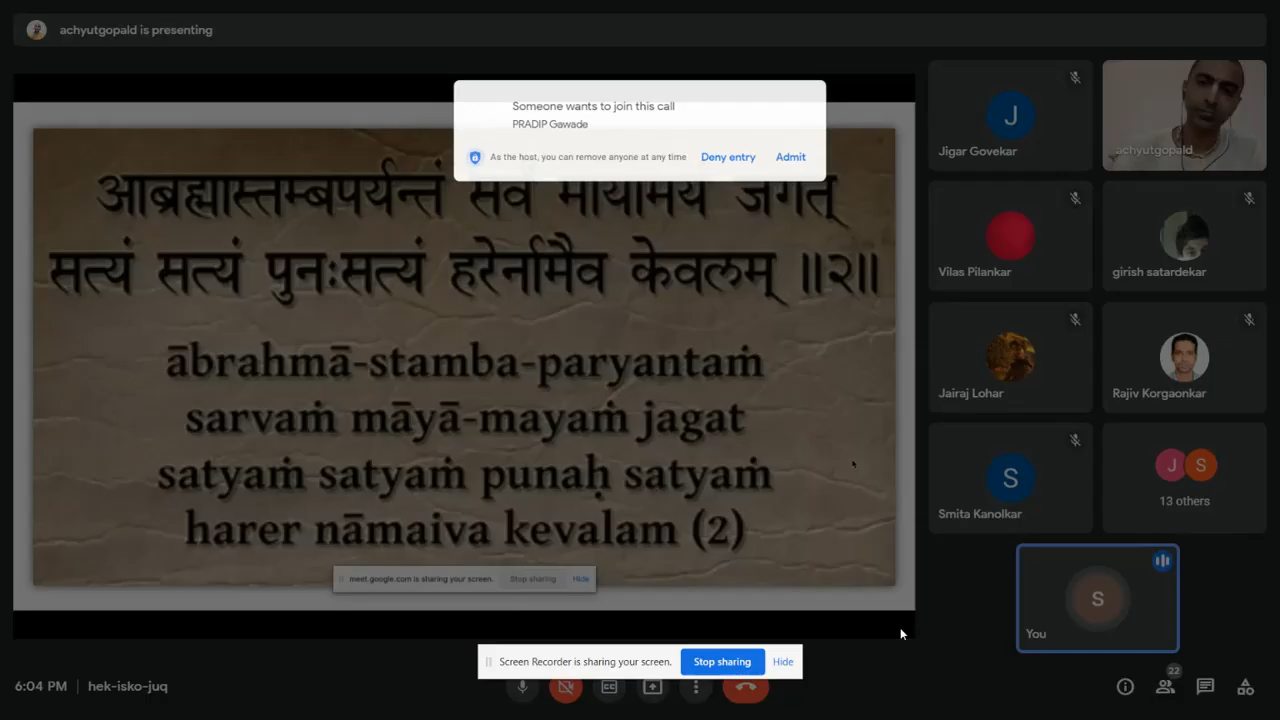 achyutgopald is presenting
Someone wants to join this call
PRADIP Gawade
As the host, you can remove anyone at any time
Deny entry
Admit
आब्रह्मास्तम्बपर्यन्तं सर्व मायामय जगत्
सत्यं सत्यं पुनःसत्यं हरेर्नामैव केवलम् ॥२॥
ābrahmā-stamba-paryantaṁ
sarvaṁ māyā-mayaṁ jagat
satyaṁ satyaṁ punaḥ satyaṁ
harer nāmaiva kevalam (2)
meet.google.com is sharing your screen.
Stop sharing
Hide
J
Jigar Govekar
achyutgopald
Vilas Pilankar
girish satardekar
Jairaj Lohar
Rajiv Korgaonkar
S
Smita Kanolkar
J
S
13 others
S
You
Screen Recorder is sharing your screen.
Stop sharing
Hide
6:04 PM
hek-isko-juq
22